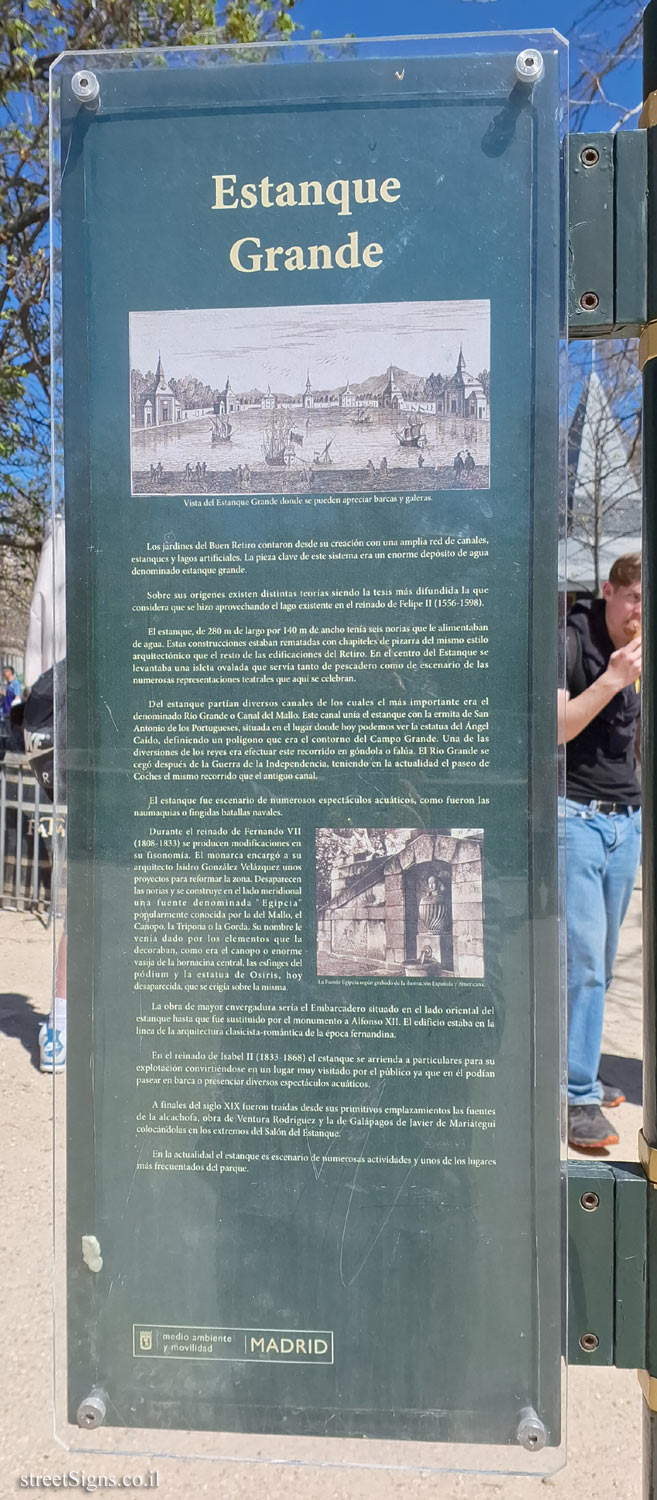 Estanque
Grande
Vista del Estanque Grande donde se pueden apreciar barcas y galeras.
Los jardines del Buen Retiro contaron desde su creación con una amplia red de canales,
estanques y lagos artificiales. La pieza clave de este sistema era un enorme depósito de agua
denominado estanque grande.
Sobre sus orígenes existen distintas teorías siendo la tesis más difundida la que
considera que se hizo aprovechando el lago existente en el reinado de Felipe II (1556-1598).
El estanque, de 280 m de largo por 140 m de ancho tenía seis norias que le alimentaban
de agua. Estas construcciones estaban rematadas con chapiteles de pizarra del mismo estilo
arquitectónico que el resto de las edificaciones del Retiro. En el centro del Estanque se
levantaba una isleta ovalada que servía tanto de pescadero como de escenario de las
numerosas representaciones teatrales que aquí se celebran.
Del estanque partían diversos canales de los cuales el más importante era el
denominado Río Grande o Canal del Mallo. Este canal unía el estanque con la ermita de San
Antonio de los Portugueses, situada en el lugar donde hoy podemos ver la estatua del Ángel
Caído, definiendo un polígono que era el contorno del Campo Grande. Una de las
diversiones de los reyes era efectuar este recorrido en góndola o falúa. El Río Grande se
cegó después de la Guerra de la Independencia, teniendo en la actualidad el paseo de
Coches el mismo recorrido que el antiguo canal.
El estanque fue escenario de numerosos espectáculos acuáticos, como fueron las
naumaquias o fingidas batallas navales.
Durante el reinado de Fernando VII
(1808-1833) se producen modificaciones en
su fisonomía. El monarca encargó a su
arquitecto Isidro González Velázquez unos
proyectos para reformar la zona. Desaparecen
las norias y se construye en el lado meridional
una fuente denominada "Egipcia"
popularmente conocida por la del Mallo, el
Canopo, la Tripona o la Gorda. Su nombre le
venía dado por los elementos que la
decoraban, como era el canopo o enorme
vasija de la hornacina central, las esfinges del
pódium y la estatua de Osiris, hoy
desaparecida, que se erigía sobre la misma.
La Fuente Egipcia según grabado de la ilustración Española y Americana.
La obra de mayor envergadura sería el Embarcadero situado en el lado oriental del
estanque hasta que fue sustituido por el monumento a Alfonso XII. El edificio estaba en la
línea de la arquitectura clasicista-romántica de la época fernandina.
En el reinado de Isabel II (1833-1868) el estanque se arrienda a particulares para su
explotación convirtiéndose en un lugar muy visitado por el público ya que en él podían
pasear en barca o presenciar diversos espectáculos acuáticos.
A finales del siglo XIX fueron traídas desde sus primitivos emplazamientos las fuentes
de la alcachofa, obra de Ventura Rodríguez y la de Galápagos de Javier de Mariátegui
colocándolas en los extremos del Salón del Estanque.
En la actualidad el estanque es escenario de numerosas actividades y unos de los lugares
más frecuentados del parque.
medio ambiente
y movilidad
MADRID
streetSigns.co.il